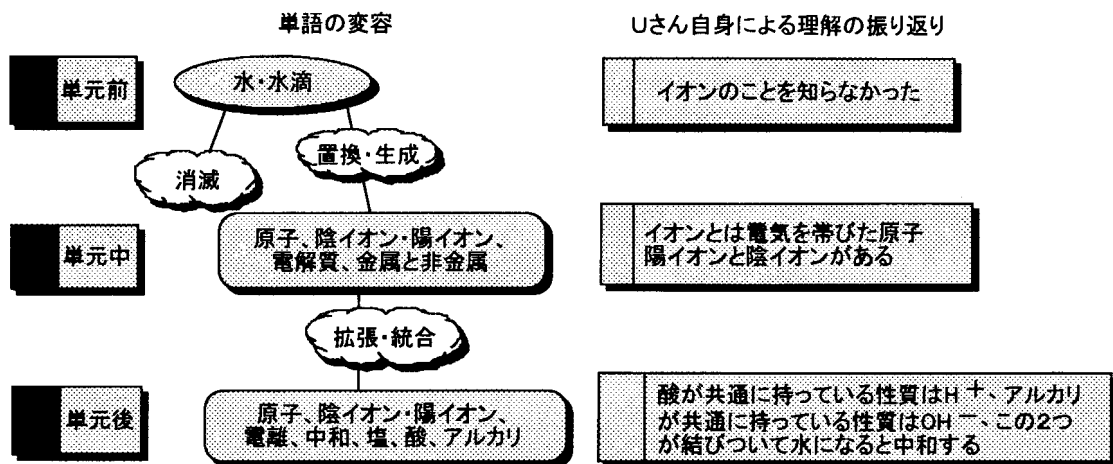 単語の変容
Uさん自身による理解の振り返り
単元前
水・水滴
イオンのことを知らなかった
消滅
置換・生成
単元中
原子、陰イオン・陽イオン、
電解質、金属と非金属
イオンとは電気を帯びた原子
陽イオンと陰イオンがある
拡張・統合
単元後
原子、陰イオン・陽イオン、
電離、中和、塩、酸、アルカリ
酸が共通に持っている性質はH＋、アルカリ
が共通に持っている性質はOH－、この2つ
が結びついて水になると中和する